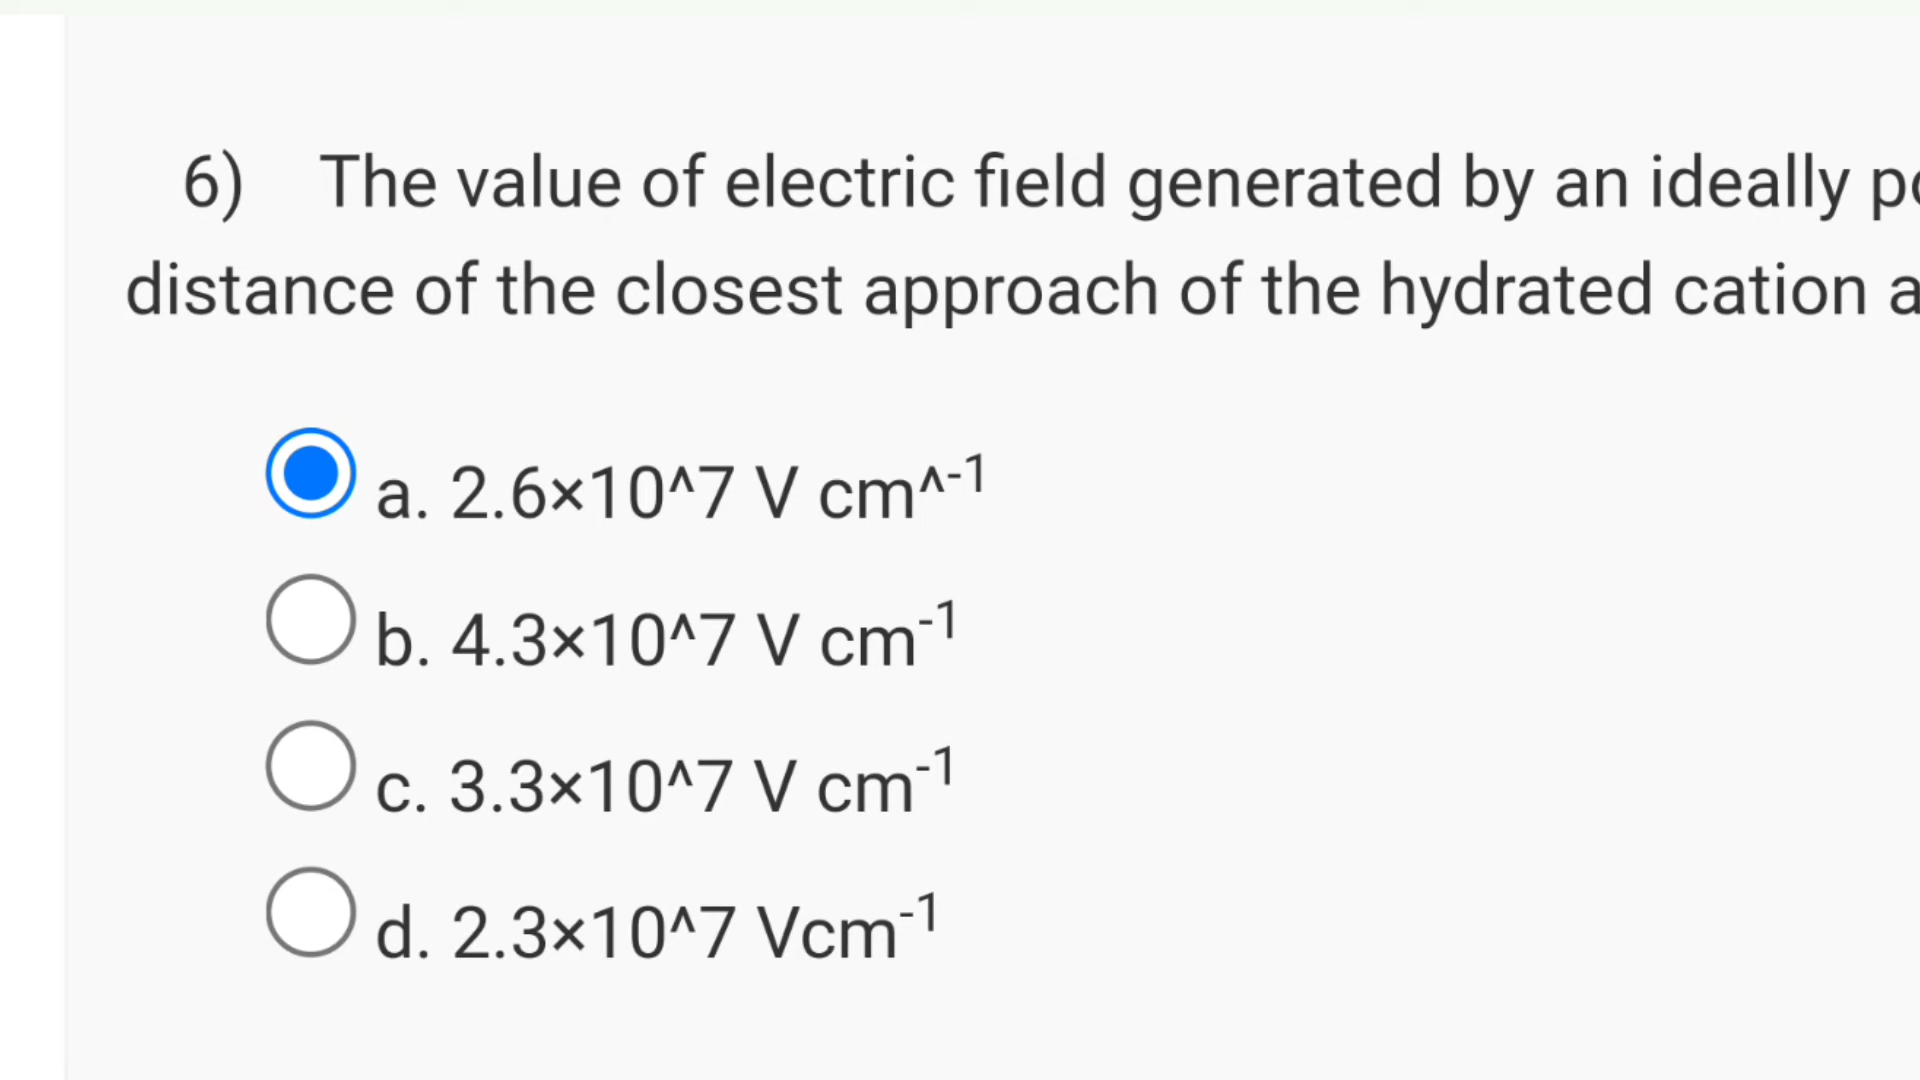 6) The value of electric field generated by an ideally
distance of the closest approach of the hydrated cation
a. 2.6×10^7 V cm^-1
b. 4.3×10^7 V cm-1
c. 3.3×10^7 V cm-1
d. 2.3×10^7 Vcm-1